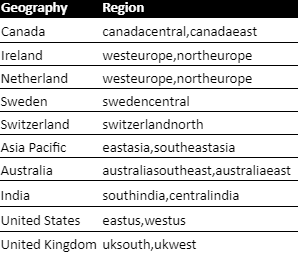 Geography Region
Canada canadacentral,canadaeast
Ireland westeurope,northeurope
Netherland westeurope,northeurope
Sweden swedencentral
Switzerland switzerlandnorth
Asia Pacific eastasia,southeastasia
Australia australiasoutheast,australiaeast
India southindia,centralindia
United States eastus,westus
United Kingdom uksouth,ukwest